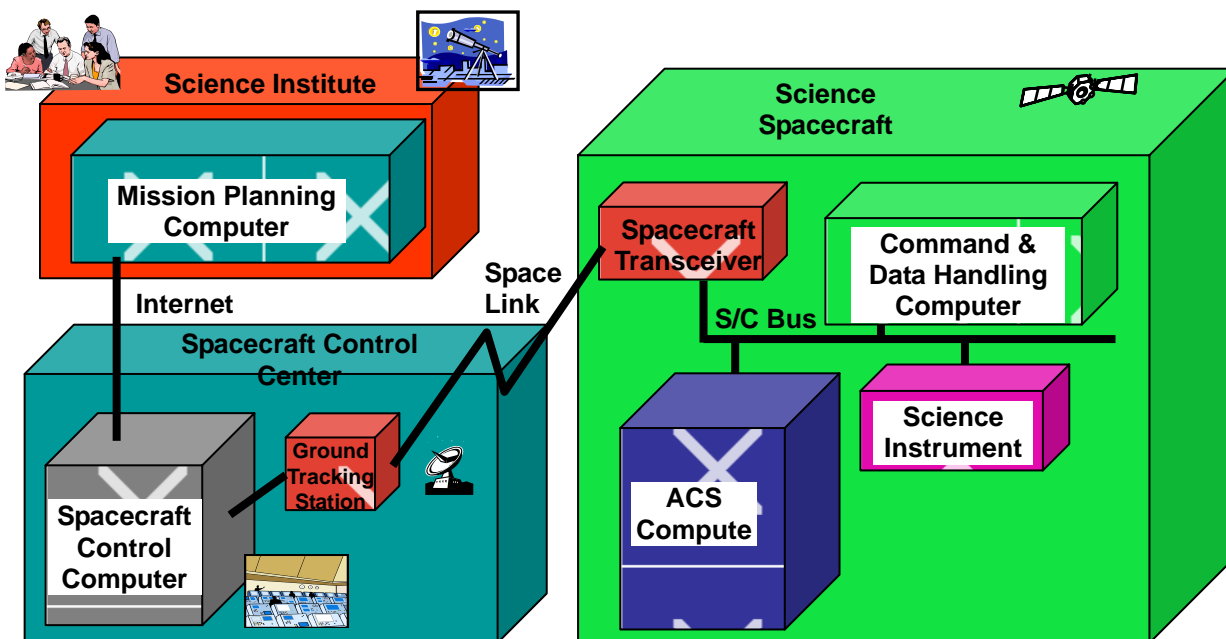 Science Institute
Mission Planning
Computer
Internet
Spacecraft Control
Center
Spacecraft
Control
Computer
Ground
Tracking
Station
Space
Link
Science
Spacecraft
Spacecraft
Transceiver
Command &
Data Handling
Computer
S/C Bus
ACS
Compute
Science
Instrument